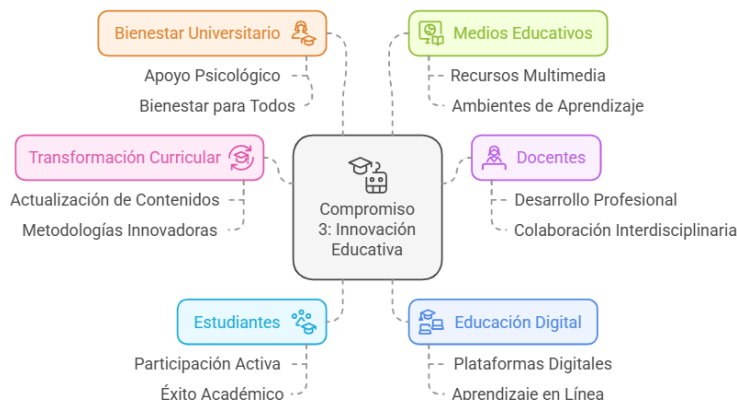 Bienestar Universitario
Apoyo Psicológico
Bienestar para Todos
Medios Educativos
Recursos Multimedia
Ambientes de Aprendizaje
Transformación Curricular
Actualización de Contenidos
Metodologías Innovadoras
Compromiso
3: Innovación
Educativa
Docentes
Desarrollo Profesional
Colaboración Interdisciplinaria
Estudiantes
Participación Activa
Éxito Académico
Educación Digital
Plataformas Digitales
Aprendizaje en Línea